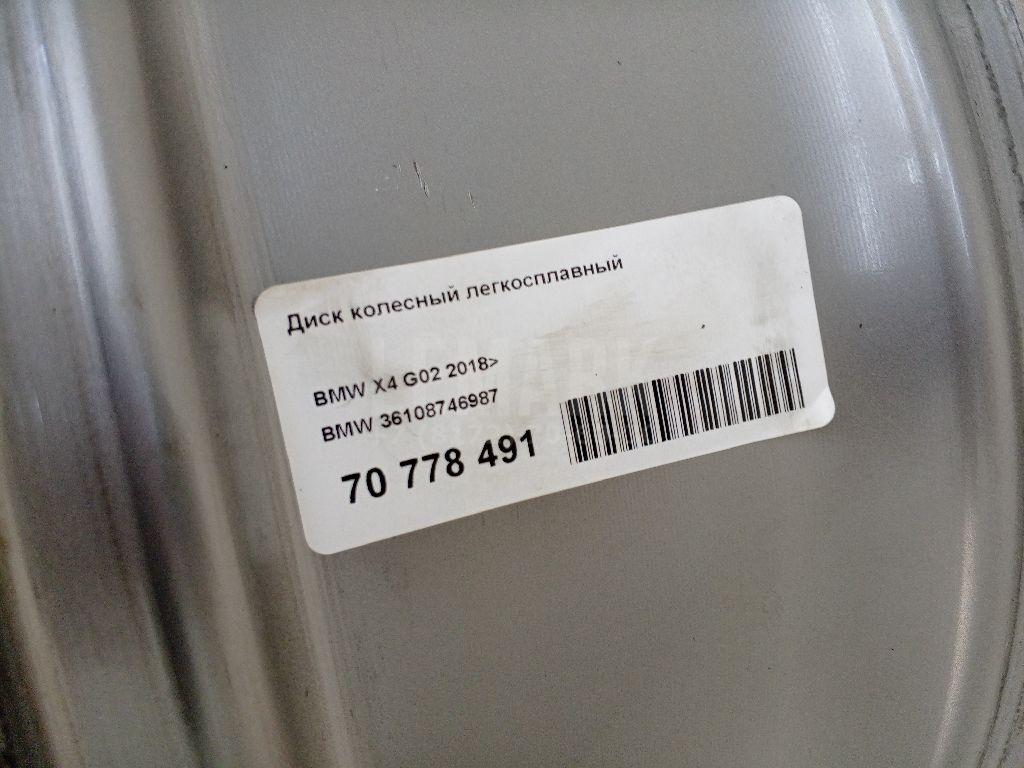 Диск колесный легкосплавный
BMW X4 G02 2018>
BMW 36108746987
70 778 491